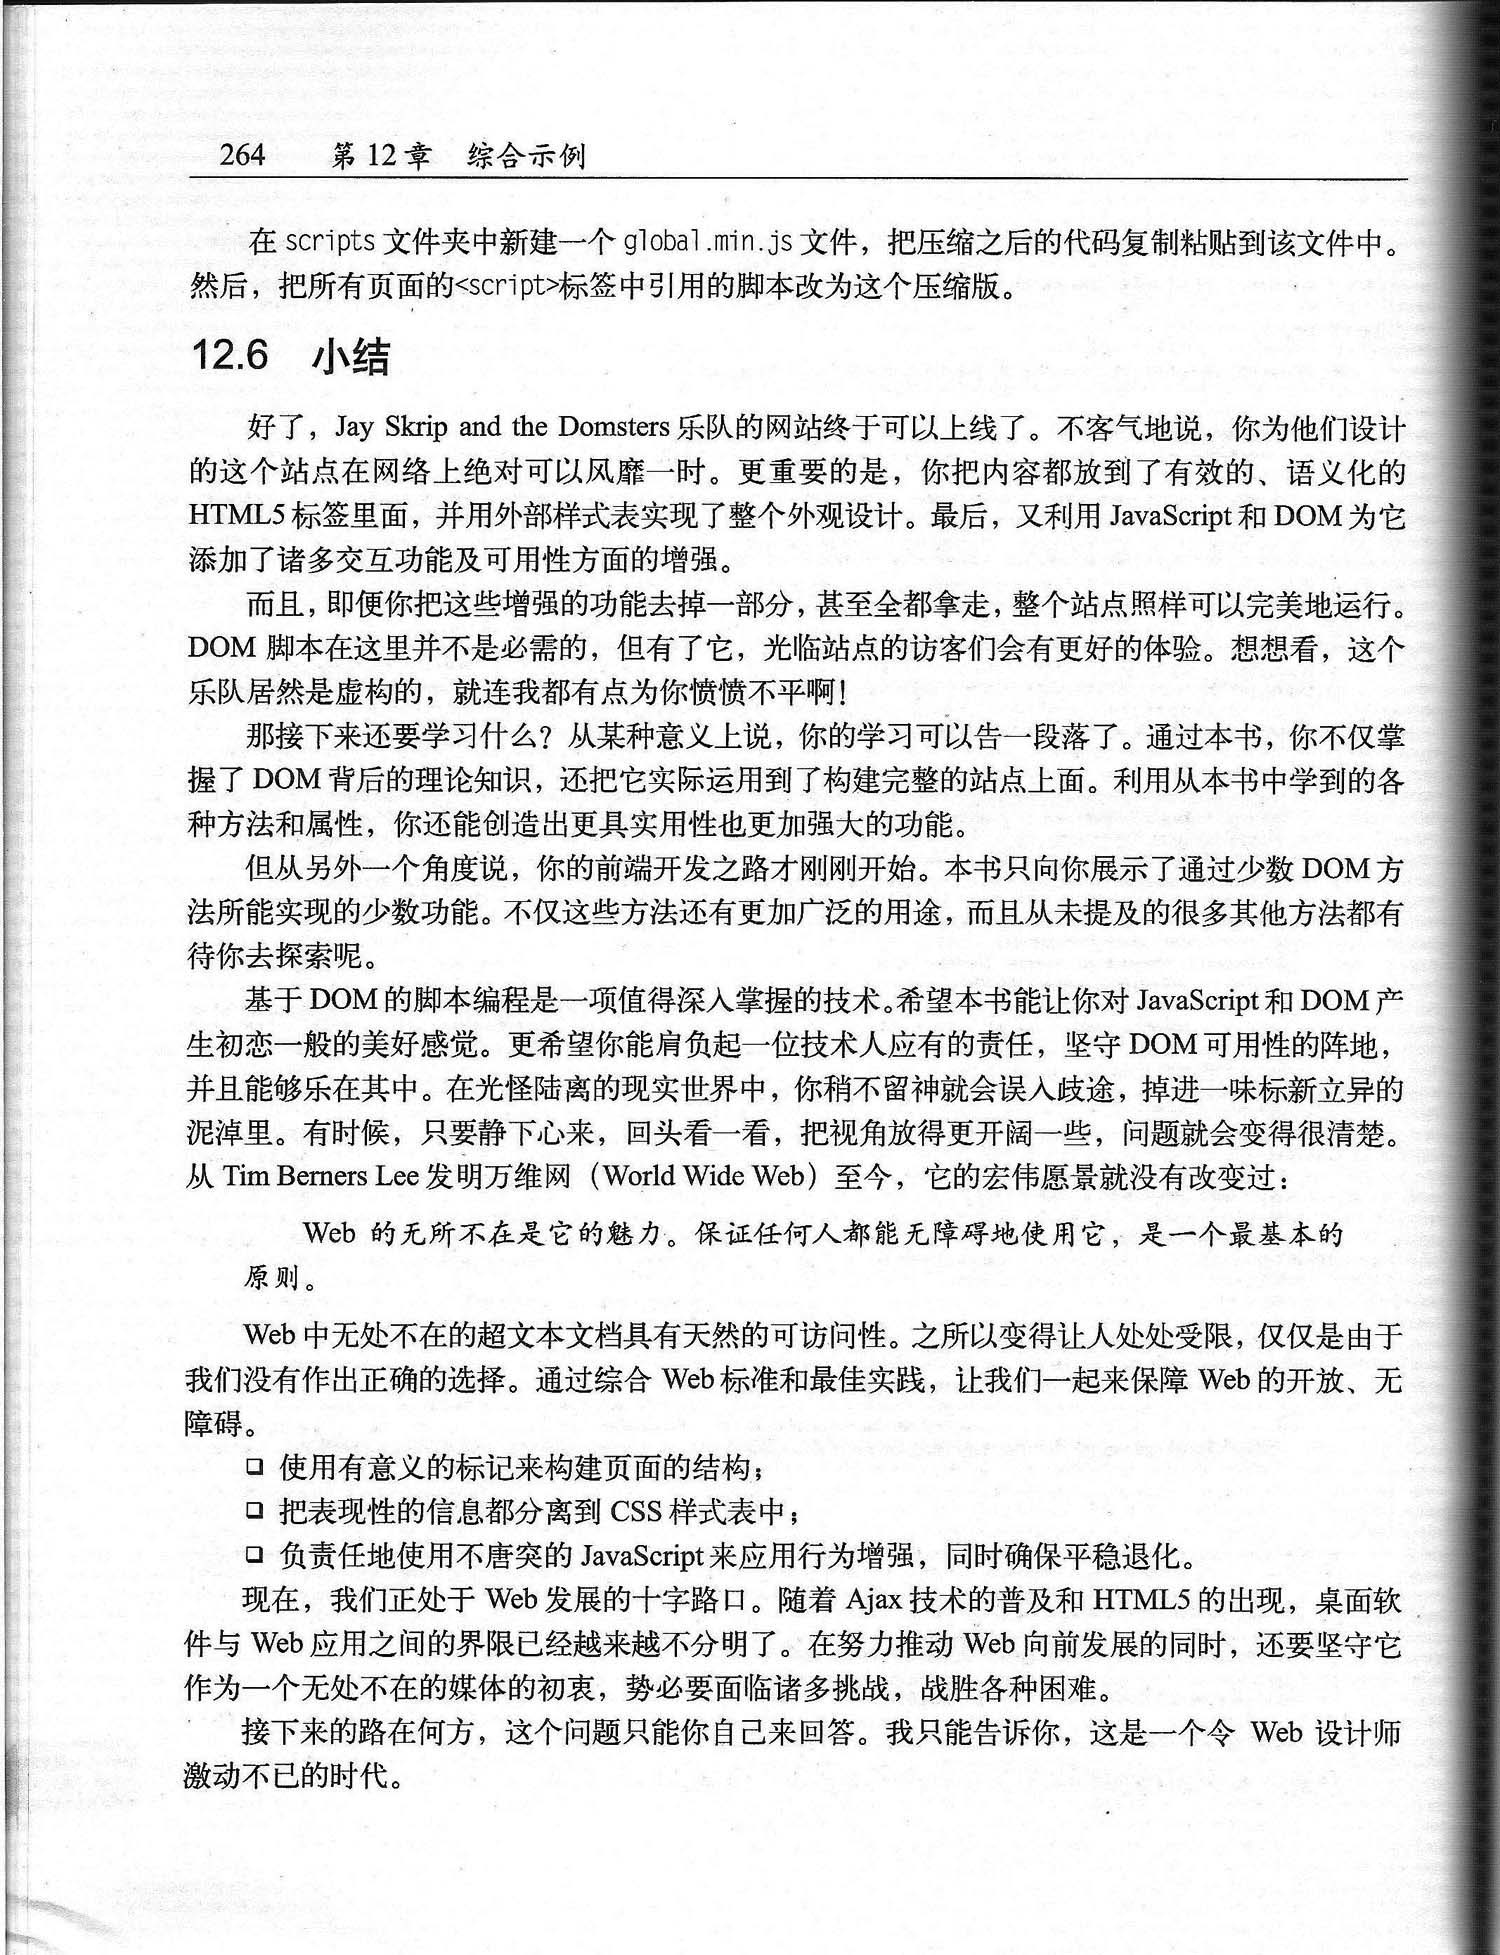 264 第12章 综合示例
在 scripts 文件夹中新建一个 global.min.js 文件，把压缩之后的代码复制粘贴到该文件中。
然后，把所有页面的<script>标签中引用的脚本改为这个压缩版。
12.6 小结
好了，Jay Skrip and the Domsters 乐队的网站终于可以上线了。不客气地说，你为他们设计
的这个站点在网络上绝对可以风靡一时。更重要的是，你把内容都放到了有效的、语义化的
HTML5 标签里面，并用外部样式表实现了整个外观设计。最后，又利用 JavaScript 和 DOM 为它
添加了诸多交互功能及可用性方面的增强。
而且，即便你把这些增强的功能去掉一部分，甚至全都拿走，整个站点照样可以完美地运行。
DOM 脚本在这里并不是必需的，但有了它，光临站点的访客们会有更好的体验。想想看，这个
乐队居然是虚构的，就连我都有点为你愤愤不平啊！
那接下来还要学习什么？从某种意义上说，你的学习可以告一段落了。通过本书，你不仅掌
握了 DOM 背后的理论知识，还把它实际运用到了构建完整的站点上面。利用从本书中学到的各
种方法和属性，你还能创造出更具实用性也更加强大的功能。
但从另外一个角度说，你的前端开发之路才刚刚开始。本书只向你展示了通过少数 DOM 方
法所能实现的少数功能。不仅这些方法还有更加广泛的用途，而且从未提及的很多其他方法都有
待你去探索呢。
基于 DOM 的脚本编程是一项值得深入掌握的技术。希望本书能让你对 JavaScript 和 DOM 产
生初恋一般的美好感觉。更希望你能肩负起一位技术人应有的责任，坚守 DOM 可用性的阵地，
并且能够乐在其中。在光怪陆离的现实世界中，你稍不留神就会误入歧途，掉进一味标新立异的
泥淖里。有时候，只要静下心来，回头看一看，把视角放得更开阔一些，问题就会变得很清楚。
从 Tim Berners Lee 发明万维网（World Wide Web）至今，它的宏伟愿景就没有改变过：
Web 的无所不在是它的魅力。保证任何人都能无障碍地使用它，是一个最基本的
原则。
Web 中无处不在的超文本文档具有天然的可访问性。之所以变得让人处处受限，仅仅是由于
我们没有作出正确的选择。通过综合 Web 标准和最佳实践，让我们一起来保障 Web 的开放、无
障碍。
❑ 使用有意义的标记来构建页面的结构；
❑ 把表现性的信息都分离到 CSS 样式表中；
❑ 负责任地使用不唐突的 JavaScript 来应用行为增强，同时确保平稳退化。
现在，我们正处于 Web 发展的十字路口。随着 Ajax 技术的普及和 HTML5 的出现，桌面软
件与 Web 应用之间的界限已经越来越不分明了。在努力推动 Web 向前发展的同时，还要坚守它
作为一个无处不在的媒体的初衷，势必要面临诸多挑战，战胜各种困难。
接下来的路在何方，这个问题只能你自己来回答。我只能告诉你，这是一个令 Web 设计师
激动不已的时代。